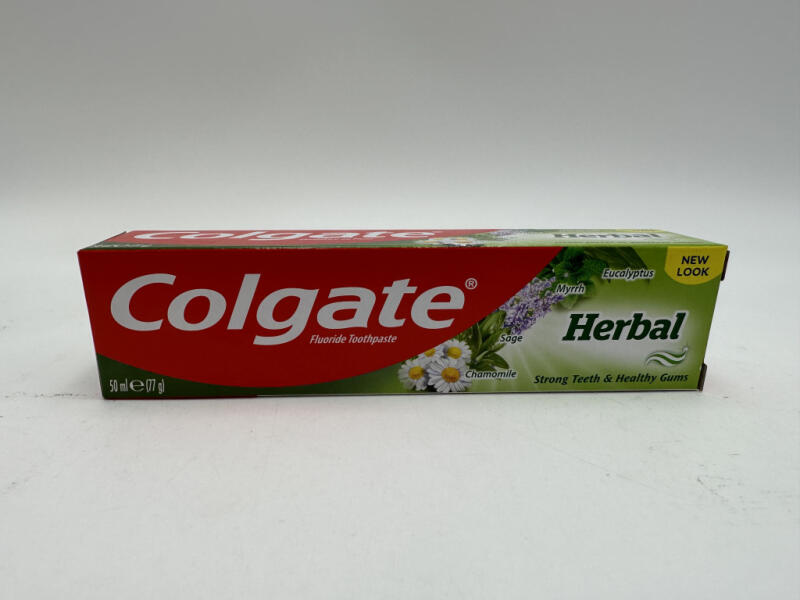 Colgate
Herbal
NEW
LOOK
Colgate®
Fluoride Toothpaste
Eucalyptus
Myrrh
Sage
Chamomile
Herbal
Strong Teeth & Healthy Gums
50 ml ℮ (77 g)